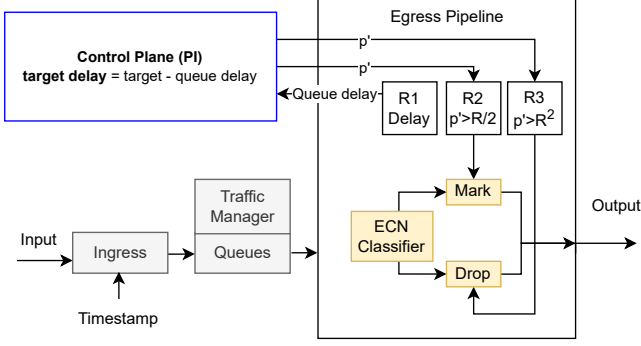 Egress Pipeline
Control Plane (PI)
target delay = target - queue delay
p'
p'
Queue delay
R1
Delay
R2
p'>R/2
R3
p'>R²
Traffic
Manager
Queues
Mark
ECN
Classifier
Drop
Output
Input
Ingress
Timestamp